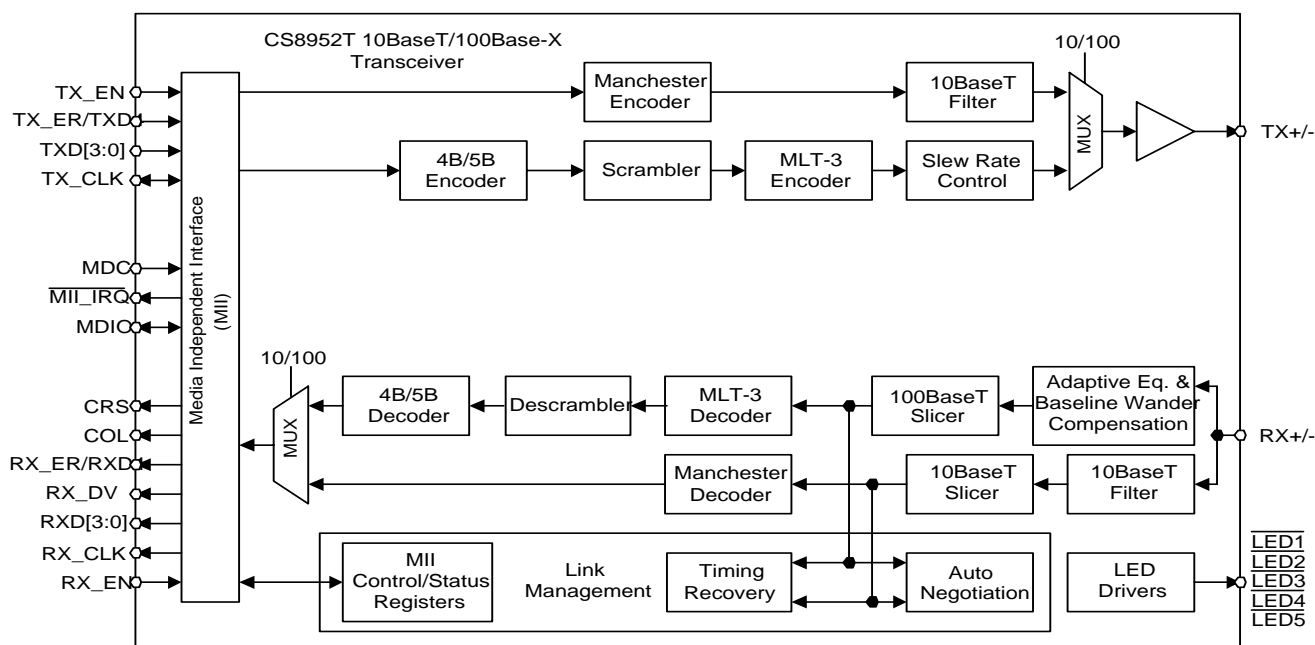 CS8952T 10BaseT/100Base-X
Transceiver
10/100
TX_EN
TX_ER/TXD4
TXD[3:0]
TX_CLK
MDC
MII_IRQ
MDIO
CRS
COL
RX_ER/RXD4
RX_DV
RXD[3:0]
RX_CLK
RX_EN
Media Independent Interface
(MII)
Manchester
Encoder
10BaseT
Filter
MUX
TX+/-
4B/5B
Encoder
Scrambler
MLT-3
Encoder
Slew Rate
Control
10/100
MUX
4B/5B
Decoder
Descrambler
MLT-3
Decoder
100BaseT
Slicer
Adaptive Eq. &
Baseline Wander
Compensation
RX+/-
Manchester
Decoder
10BaseT
Slicer
10BaseT
Filter
MII
Control/Status
Registers
Link
Management
Timing
Recovery
Auto
Negotiation
LED
Drivers
LED1
LED2
LED3
LED4
LED5